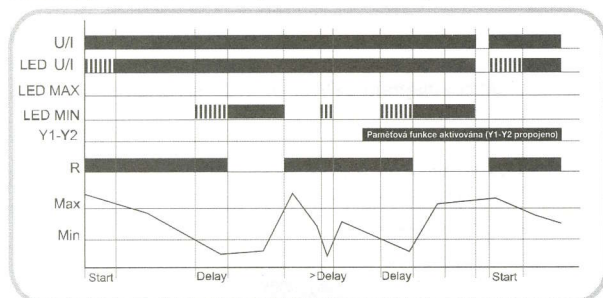 U/I
LED U/I
LED MAX
LED MIN
Y1-Y2
Paměťová funkce aktivována (Y1-Y2 propojeno)
R
Max
Min
Start
Delay
>Delay
Delay
Start